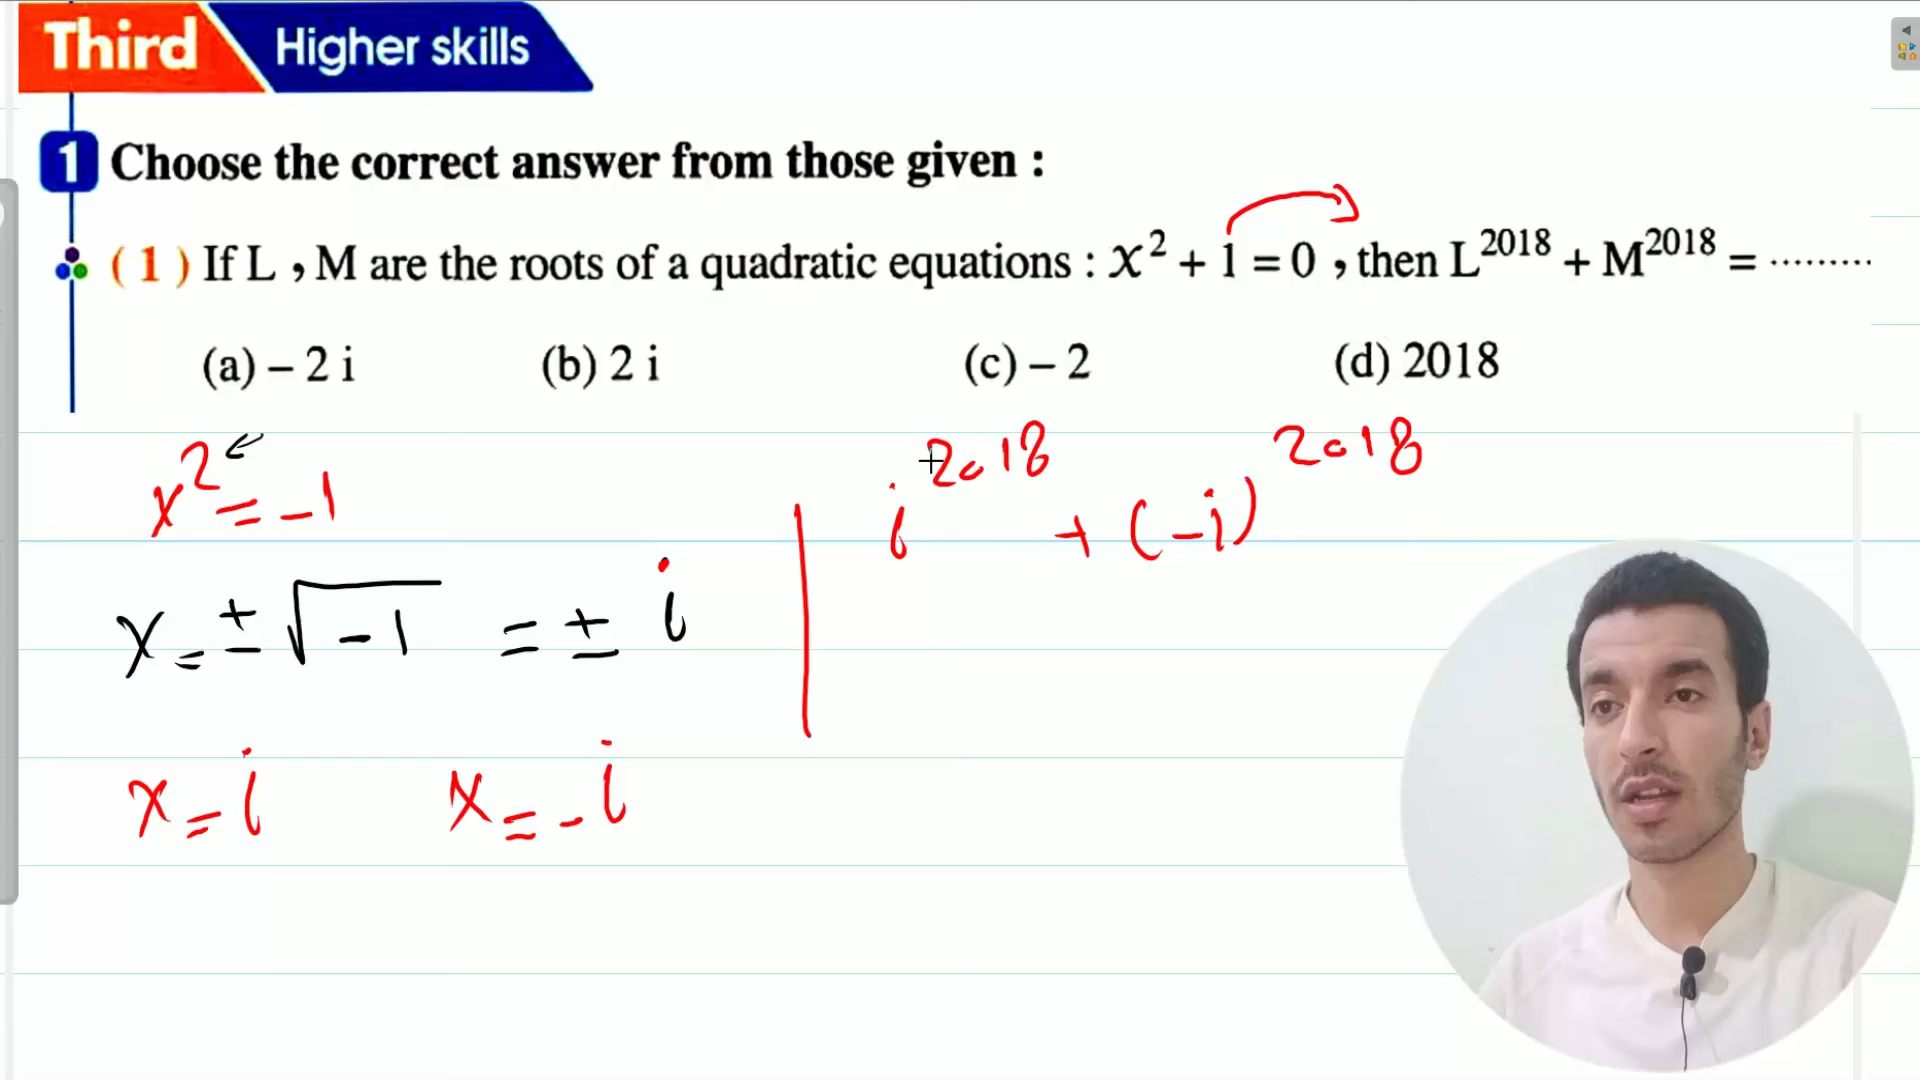 Third Higher skills
1 Choose the correct answer from those given :
( 1 ) If L , M are the roots of a quadratic equations : x² + 1 = 0 , then L²⁰¹⁸ + M²⁰¹⁸ = .........
(a) – 2 i (b) 2 i (c) – 2 (d) 2018
x² = -1
i²⁰¹⁸ + (-i)²⁰¹⁸
x = ± √-1 = ± i
x = i x = -i